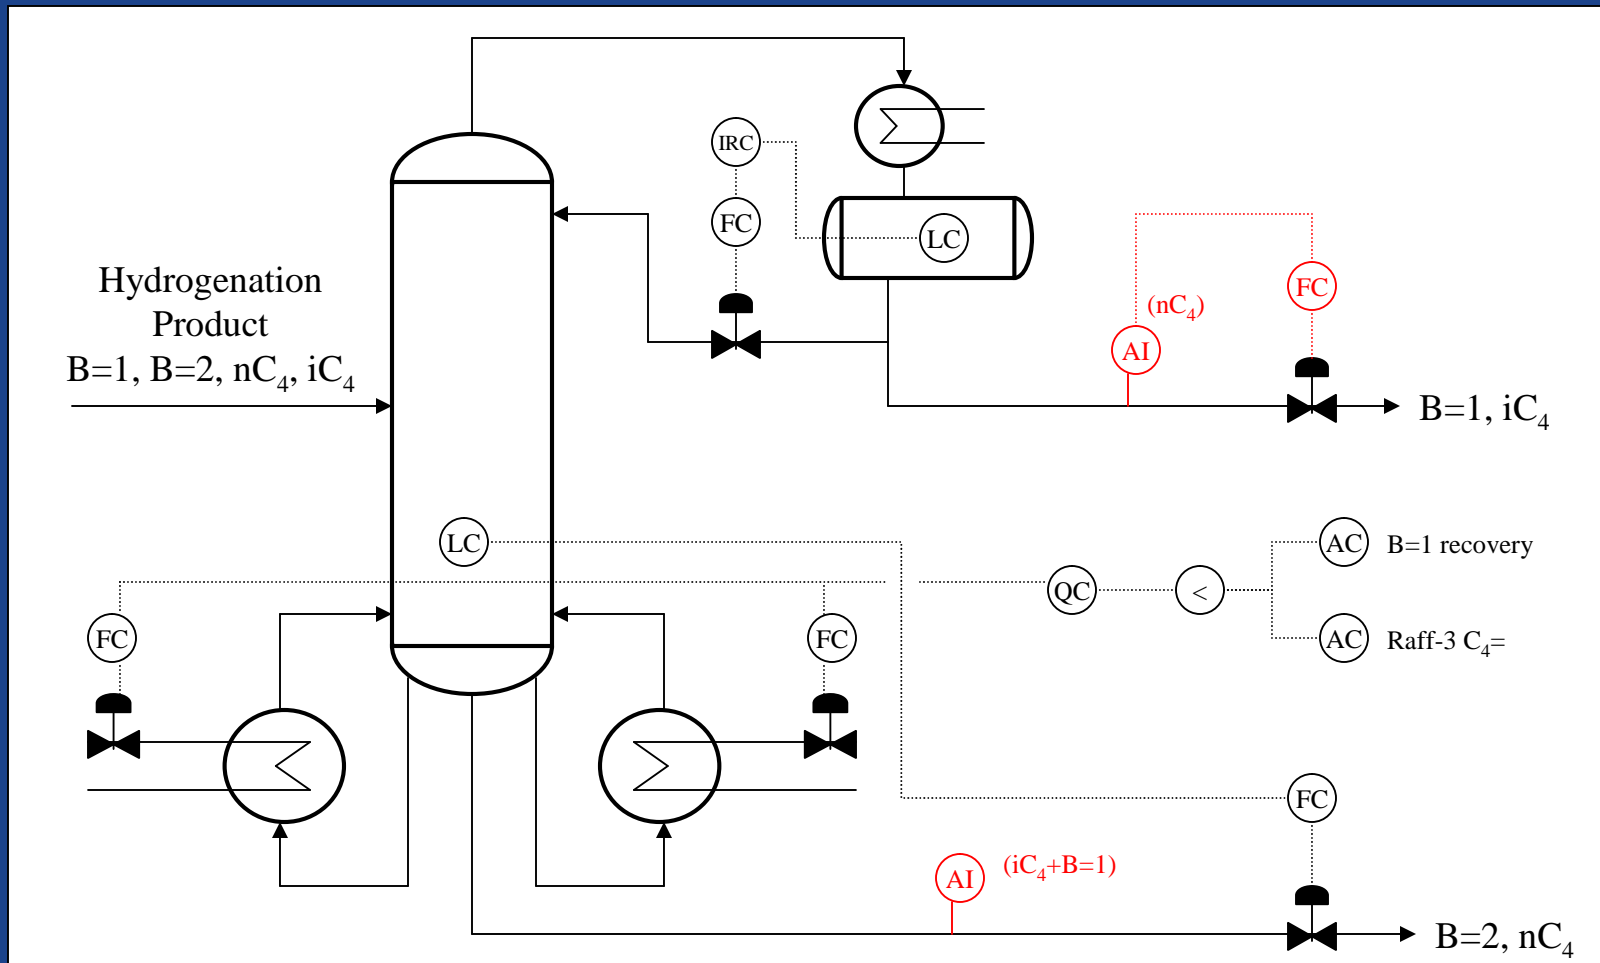 IRC
FC
LC
Hydrogenation
Product
B=1, B=2, nC₄, iC₄
(nC₄)
FC
AI
B=1, iC₄
LC
AC B=1 recovery
QC
<
FC
FC
AC Raff-3 C₄=
FC
AI (iC₄+B=1)
B=2, nC₄